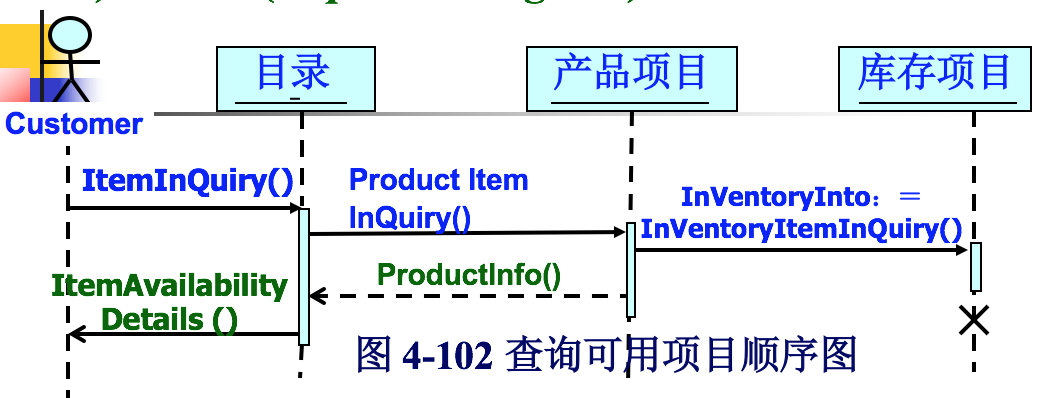 目录
产品项目
库存项目
Customer
ItemInQuiry()
Product Item
InQuiry()
InVentoryInto：＝
InVentoryItemInQuiry()
ProductInfo()
ItemAvailability
Details ()
图 4-102 查询可用项目顺序图